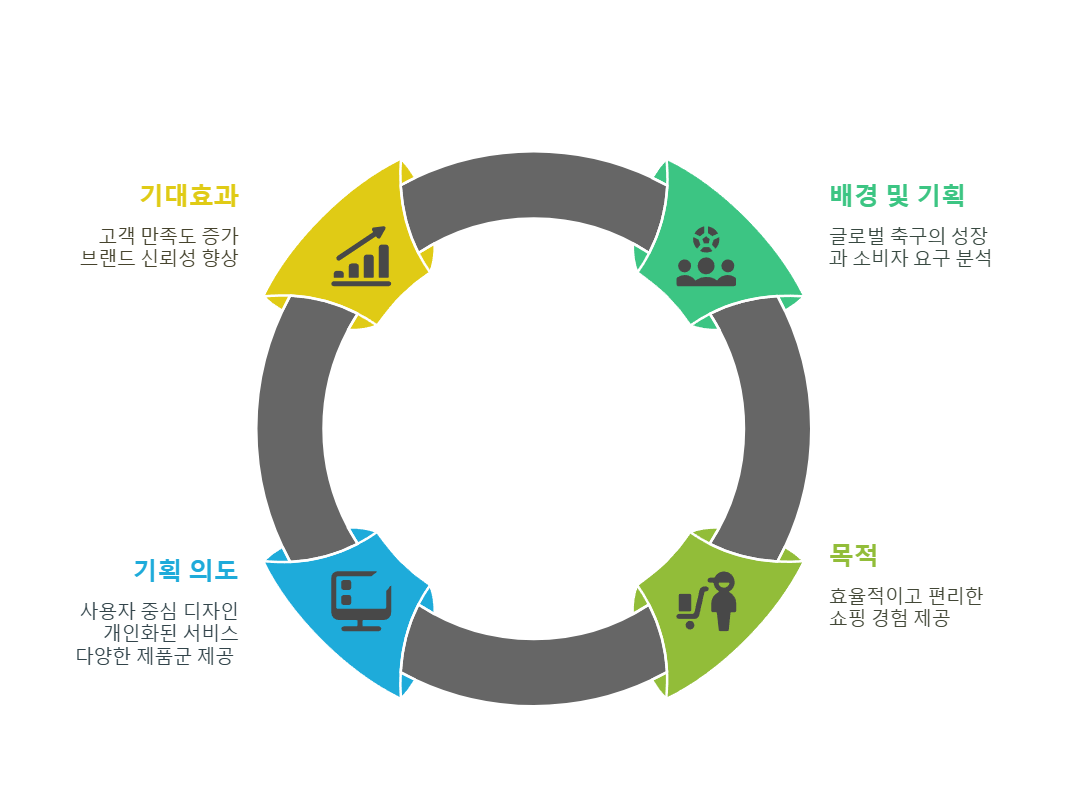 기대효과
고객 만족도 증가
브랜드 신뢰성 향상
배경 및 기획
글로벌 축구의 성장
과 소비자 요구 분석
기획 의도
사용자 중심 디자인
개인화된 서비스
다양한 제품군 제공
목적
효율적이고 편리한
쇼핑 경험 제공